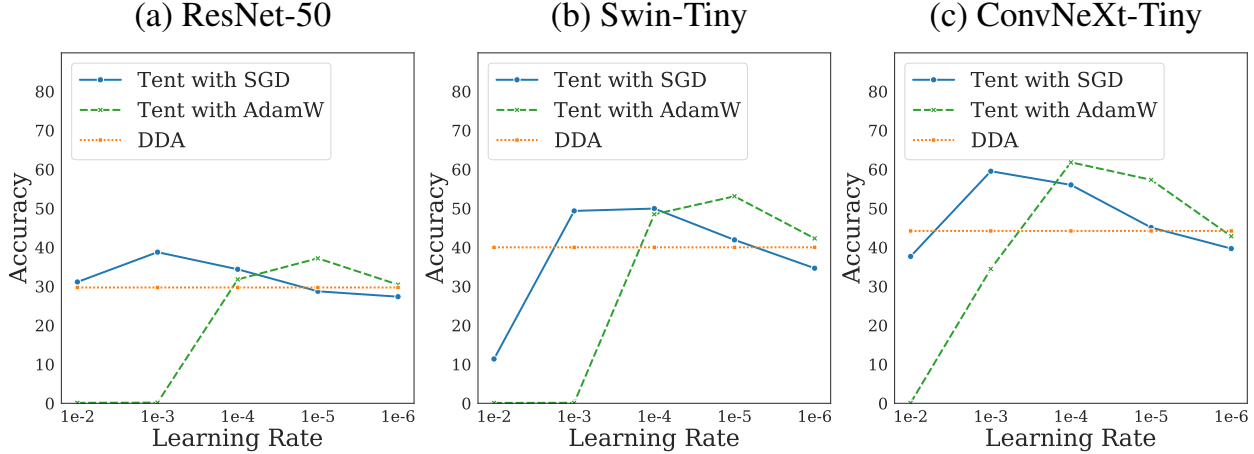 (a) ResNet-50
Tent with SGD
Tent with AdamW
DDA
Accuracy
80
70
60
50
40
30
20
10
0
1e-2 1e-3 1e-4 1e-5 1e-6
Learning Rate
(b) Swin-Tiny
Tent with SGD
Tent with AdamW
DDA
Accuracy
80
70
60
50
40
30
20
10
0
1e-2 1e-3 1e-4 1e-5 1e-6
Learning Rate
(c) ConvNeXt-Tiny
Tent with SGD
Tent with AdamW
DDA
Accuracy
80
70
60
50
40
30
20
10
0
1e-2 1e-3 1e-4 1e-5 1e-6
Learning Rate